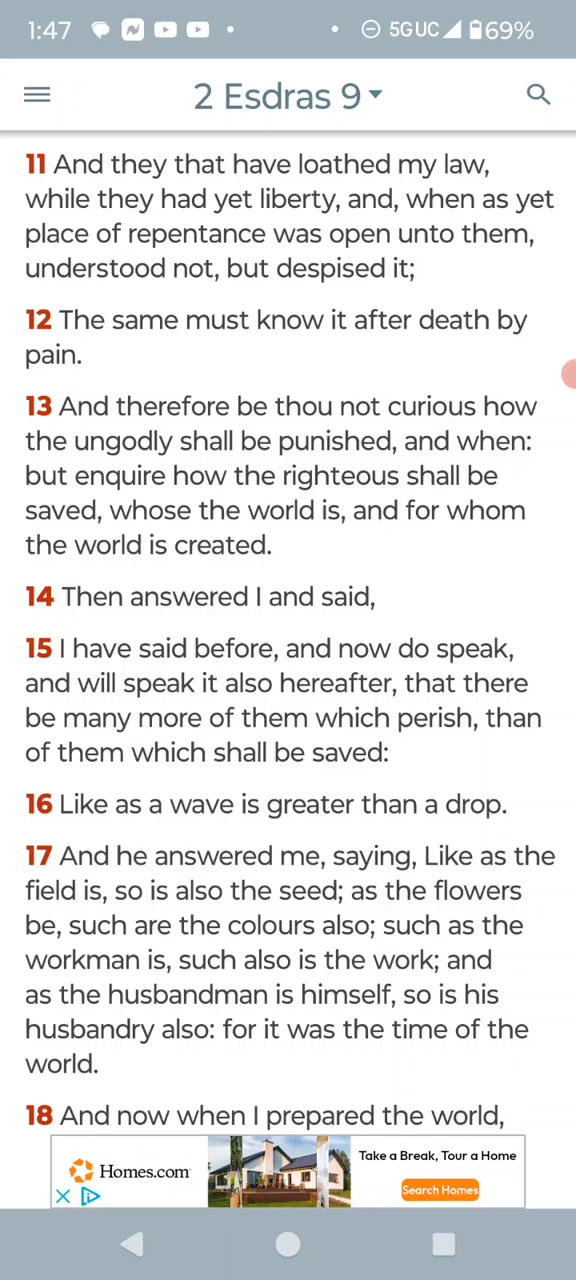 1:47 5G UC 69%
2 Esdras 9
11 And they that have loathed my law,
while they had yet liberty, and, when as yet
place of repentance was open unto them,
understood not, but despised it;
12 The same must know it after death by
pain.
13 And therefore be thou not curious how
the ungodly shall be punished, and when:
but enquire how the righteous shall be
saved, whose the world is, and for whom
the world is created.
14 Then answered I and said,
15 I have said before, and now do speak,
and will speak it also hereafter, that there
be many more of them which perish, than
of them which shall be saved:
16 Like as a wave is greater than a drop.
17 And he answered me, saying, Like as the
field is, so is also the seed; as the flowers
be, such are the colours also; such as the
workman is, such also is the work; and
as the husbandman is himself, so is his
husbandry also: for it was the time of the
world.
18 And now when I prepared the world,
Homes.com
Take a Break, Tour a Home
Search Homes